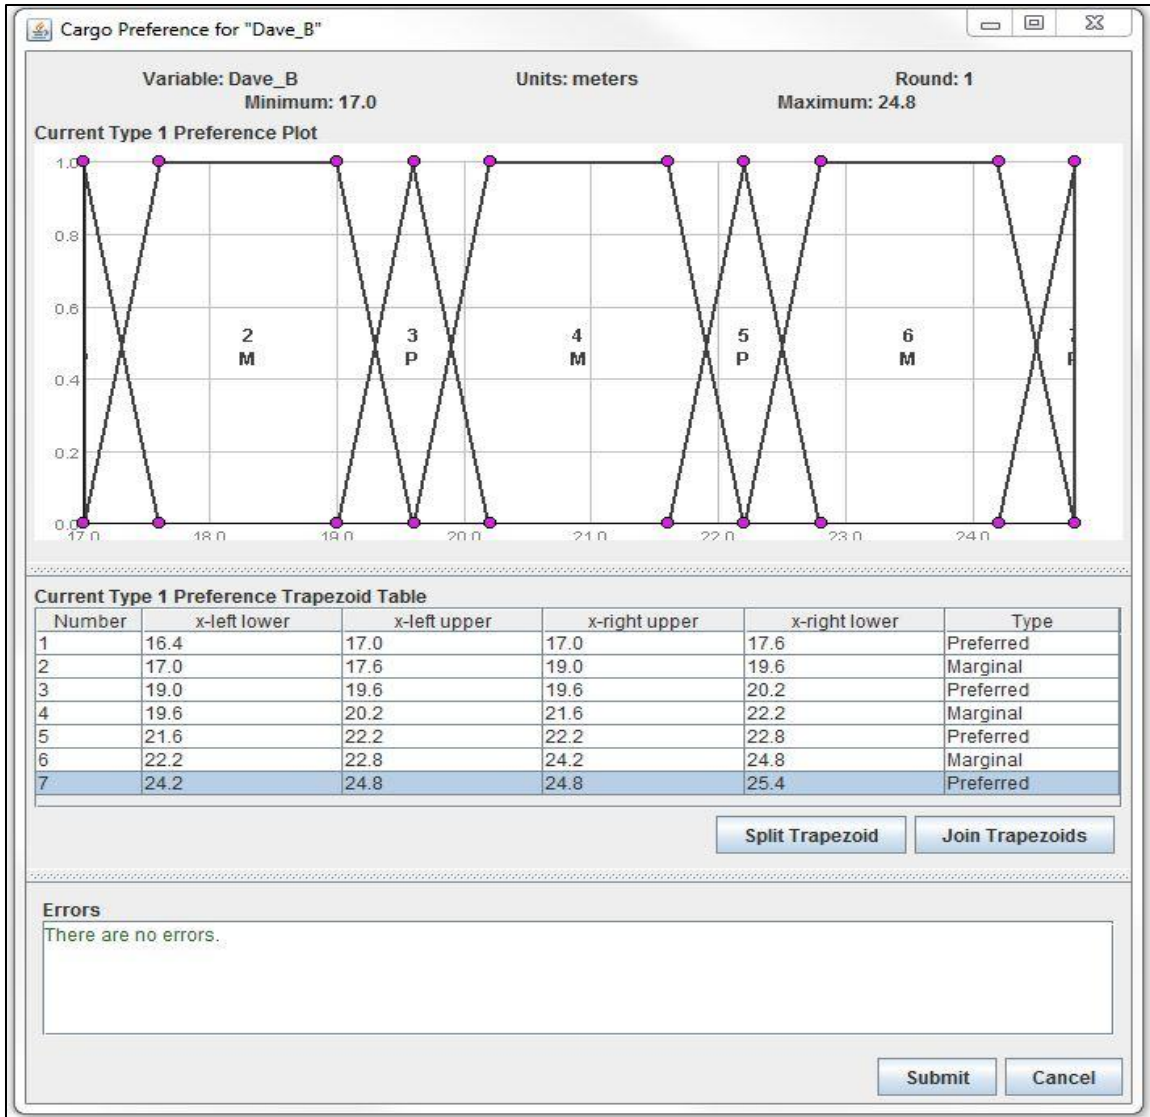 Cargo Preference for "Dave_B"
Variable: Dave_B Units: meters Round: 1
Minimum: 17.0 Maximum: 24.8
Current Type 1 Preference Plot
1.0
0.8
0.6
2 3 4 5 6
M P M P M
0.4
0.2
0.0
17.0 18.0 19.0 20.0 21.0 22.0 23.0 24.0
Current Type 1 Preference Trapezoid Table
Number x-left lower x-left upper x-right upper x-right lower Type
1 16.4 17.0 17.0 17.6 Preferred
2 17.0 17.6 19.0 19.6 Marginal
3 19.0 19.6 19.6 20.2 Preferred
4 19.6 20.2 21.6 22.2 Marginal
5 21.6 22.2 22.2 22.8 Preferred
6 22.2 22.8 24.2 24.8 Marginal
7 24.2 24.8 24.8 25.4 Preferred
Split Trapezoid Join Trapezoids
Errors
There are no errors.
Submit Cancel